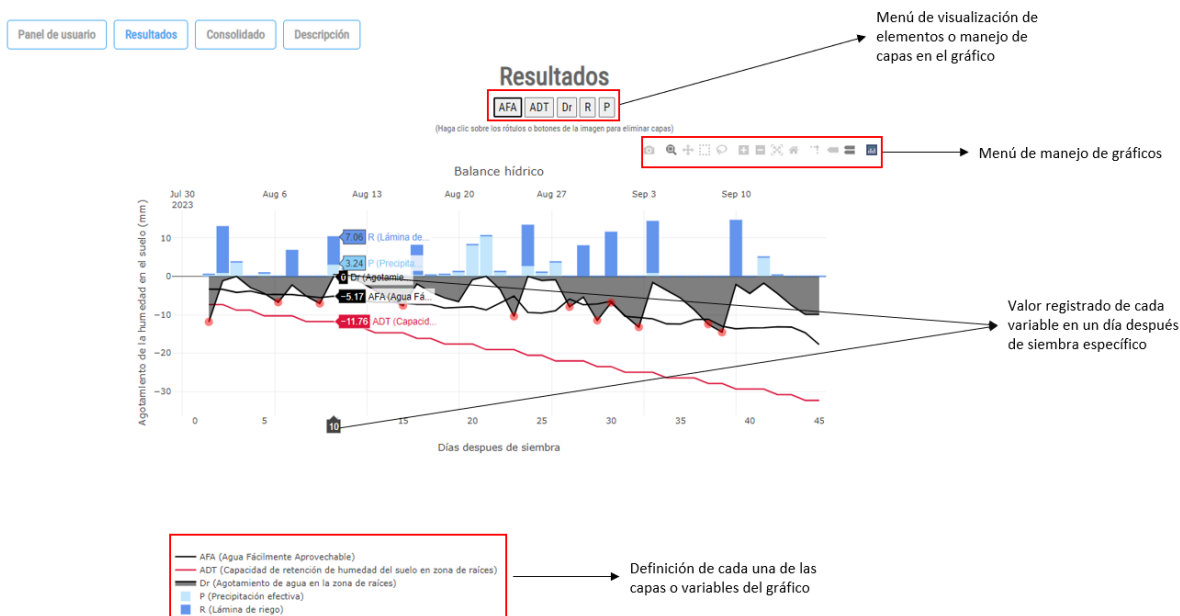 Panel de usuario
Resultados
Consolidado
Descripción
Menú de visualización de
elementos o manejo de
capas en el gráfico
Resultados
AFA ADT Dr R P
(Haga clic sobre los rótulos o botones de la imagen para eliminar capas)
Menú de manejo de gráficos
Balance hídrico
Jul 30
2023
Aug 6
Aug 13
Aug 20
Aug 27
Sep 3
Sep 10
Agotamiento de la humedad en el suelo (mm)
10
0
−10
−20
−30
7.06 R (Lámina de...
3.24 P (Precipita...
0 Dr (Agotamie...
−5.17 AFA (Agua Fá...
−11.76 ADT (Capacid...
Valor registrado de cada
variable en un día después
de siembra específico
0
5
10
15
20
25
30
35
40
45
Días despues de siembra
AFA (Agua Fácilmente Aprovechable)
ADT (Capacidad de retención de humedad del suelo en zona de raíces)
Dr (Agotamiento de agua en la zona de raíces)
P (Precipitación efectiva)
R (Lámina de riego)
Definición de cada una de las
capas o variables del gráfico